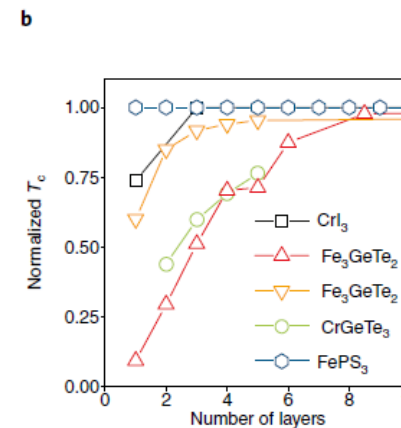 b
1.00
0.75
0.50
0.25
0.00
Normalized Tc
CrI3
Fe3GeTe2
Fe3GeTe2
CrGeTe3
FePS3
0 2 4 6 8
Number of layers